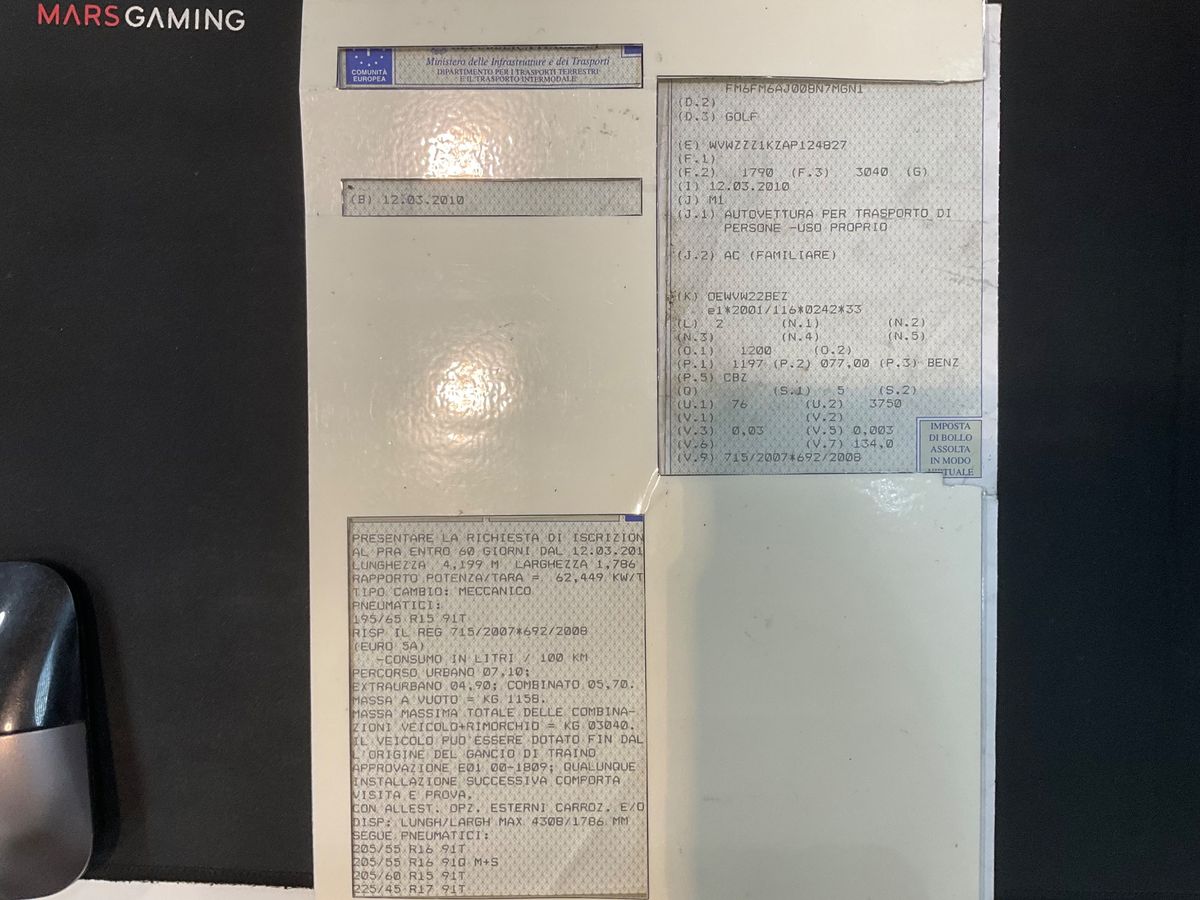 MARSGAMING
COMUNITÀ
EUROPEA
Ministero delle Infrastrutture e dei Trasporti
DIPARTIMENTO PER I TRASPORTI TERRESTRI
E IL TRASPORTO INTERMODALE
(B) 12.03.2010
PRESENTARE LA RICHIESTA DI ISCRIZION
AL PRA ENTRO 60 GIORNI DAL 12.03.201
LUNGHEZZA 4,199 M LARGHEZZA 1,786
RAPPORTO POTENZA/TARA = 62,449 KW/T
TIPO CAMBIO: MECCANICO
PNEUMATICI:
195/65 R15 91T
RISP IL REG 715/2007*692/2008
(EURO 5A)
-CONSUMO IN LITRI / 100 KM
PERCORSO URBANO 07,10;
EXTRAURBANO 04,90; COMBINATO 05,70.
MASSA A VUOTO = KG 1158.
MASSA MASSIMA TOTALE DELLE COMBINA-
ZIONI VEICOLO+RIMORCHIO = KG 03040.
IL VEICOLO PUO'ESSERE DOTATO FIN DAL
L'ORIGINE DEL GANCIO DI TRAINO
APPROVAZIONE E01 00-1809; QUALUNQUE
INSTALLAZIONE SUCCESSIVA COMPORTA
VISITA E PROVA.
CON ALLEST. OPZ. ESTERNI CARROZ. E/O
DISP: LUNGH/LARGH MAX 4308/1786 MM
SEGUE PNEUMATICI:
205/55 R16 91T
205/55 R16 91Q M+S
205/60 R15 91T
225/45 R17 91T
FM6FM6AJ008N7MGN1
(D.2)
(D.3) GOLF
(E) WVWZZZ1KZAP124827
(F.1)
(F.2) 1790 (F.3) 3040 (G)
(I) 12.03.2010
(J) M1
(J.1) AUTOVETTURA PER TRASPORTO DI
PERSONE -USO PROPRIO
(J.2) AC (FAMILIARE)
(K) OEWVW22BEZ
e1*2001/116*0242*33
(L) 2 (N.1) (N.2)
(N.3) (N.4) (N.5)
(O.1) 1200 (O.2)
(P.1) 1197 (P.2) 077,00 (P.3) BENZ
(P.5) CBZ
(Q) (S.1) 5 (S.2)
(U.1) 76 (U.2) 3750
(V.1) (V.2)
(V.3) 0,03 (V.5) 0,003
(V.6) (V.7) 134,0
(V.9) 715/2007*692/2008
IMPOSTA
DI BOLLO
ASSOLTA
IN MODO
VIRTUALE